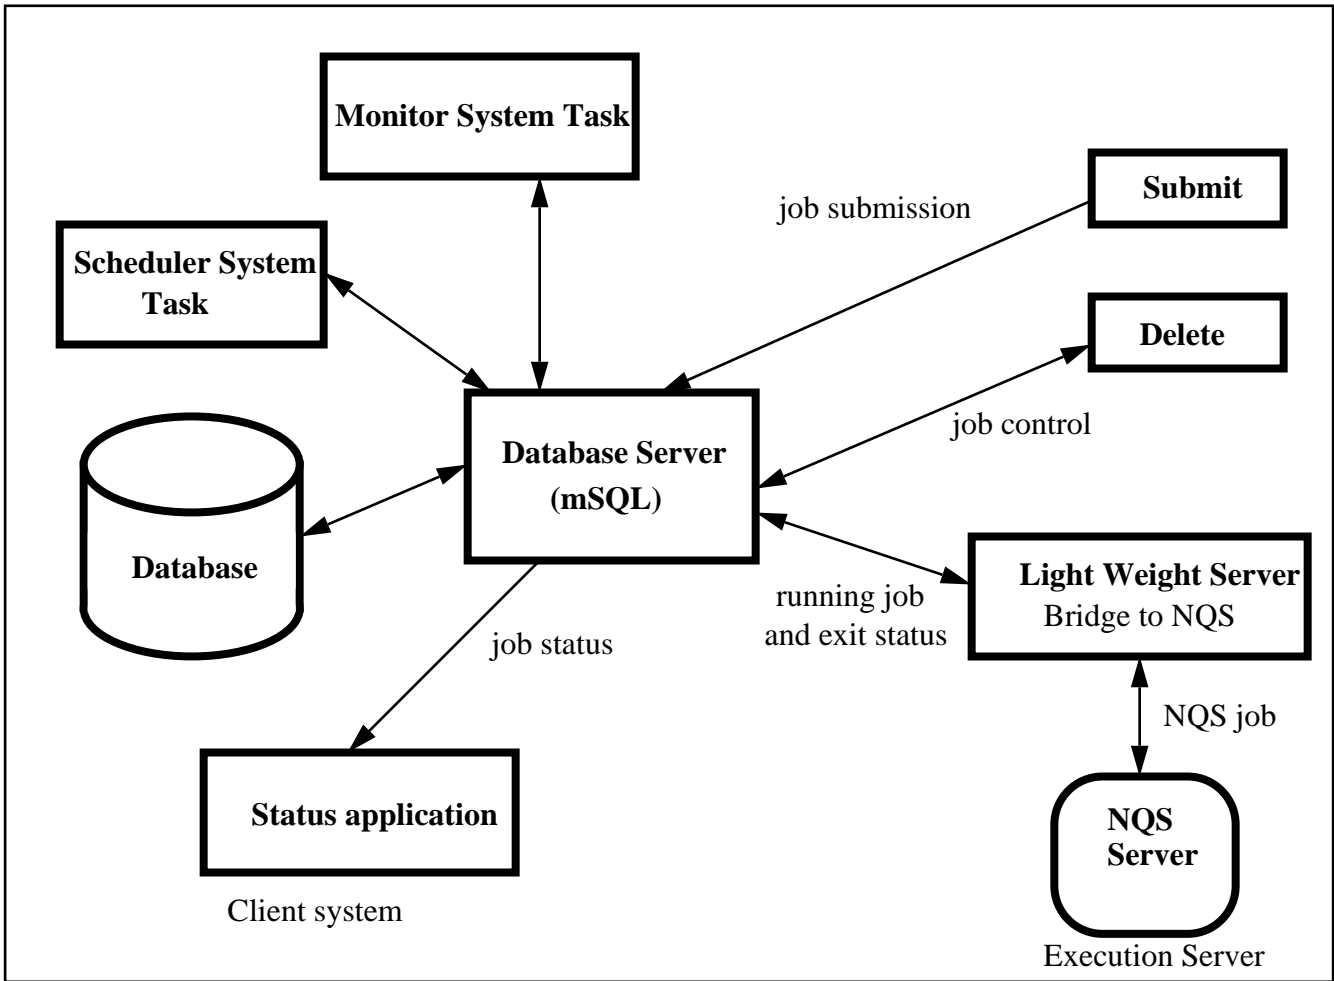 Monitor System Task
job submission
Submit
Scheduler System
Task
Delete
job control
Database Server
(mSQL)
Database
Light Weight Server
Bridge to NQS
running job
and exit status
job status
NQS job
Status application
NQS
Server
Client system
Execution Server